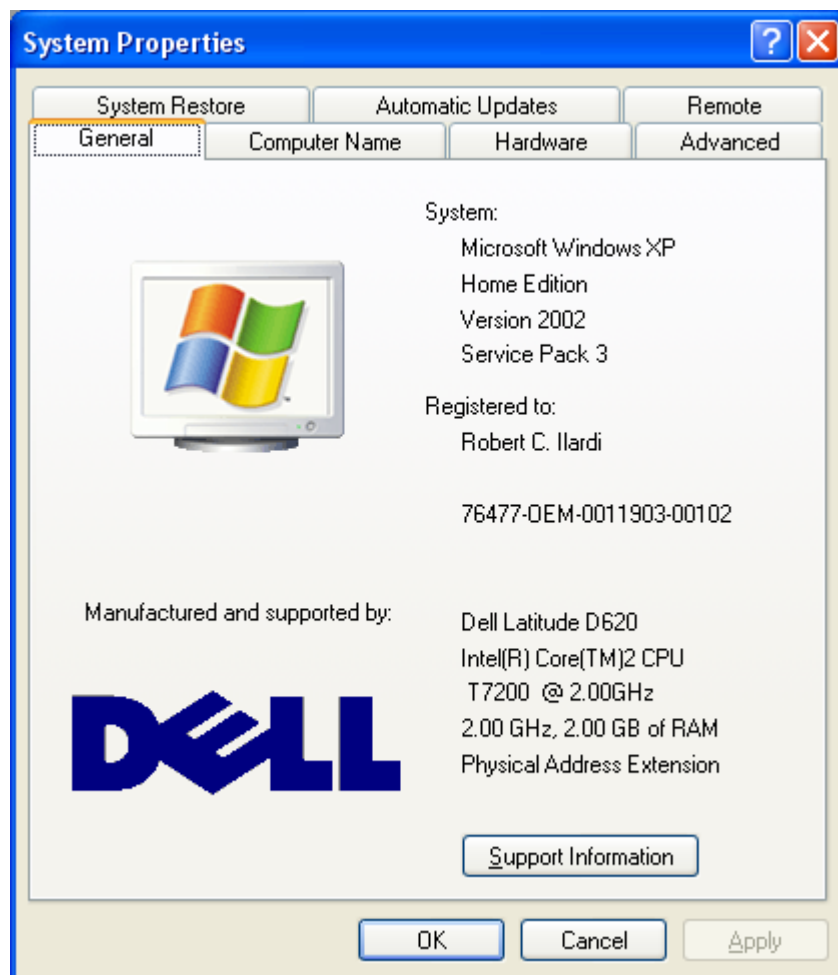 System Properties
System Restore
Automatic Updates
Remote
General
Computer Name
Hardware
Advanced
System:
Microsoft Windows XP
Home Edition
Version 2002
Service Pack 3
Registered to:
Robert C. Ilardi
76477-OEM-0011903-00102
Manufactured and supported by:
DELL
Dell Latitude D620
Intel(R) Core(TM)2 CPU
T7200 @ 2.00GHz
2.00 GHz, 2.00 GB of RAM
Physical Address Extension
Support Information
OK
Cancel
Apply